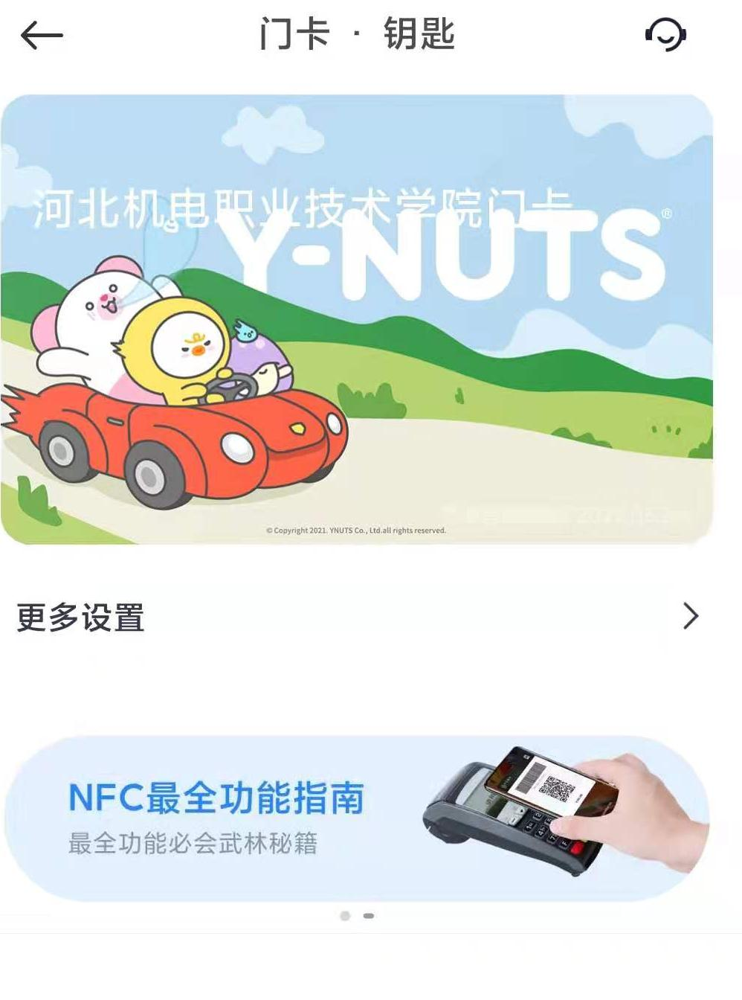 门卡 · 钥匙
河北机电职业技术学院门卡
Y-NUTS®
© Copyright 2021. YNUTS Co., Ltd.all rights reserved.
更多设置
NFC最全功能指南
最全功能必会武林秘籍